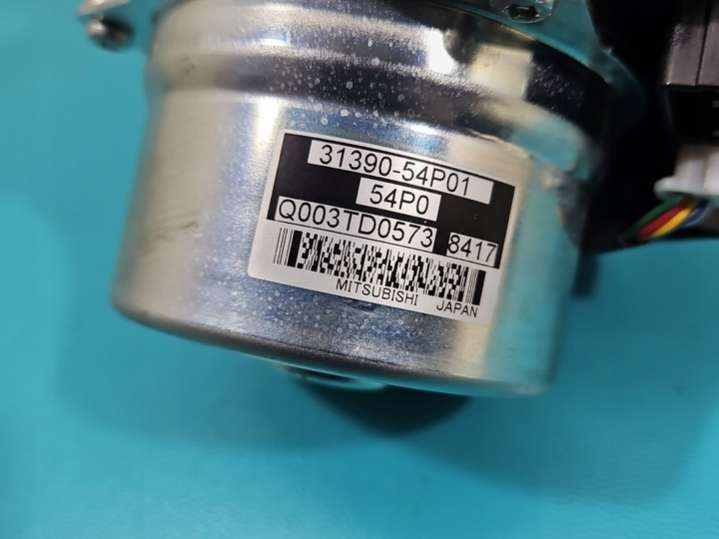 31390-54P01
54P0
Q003TD0573 8417
MITSUBISHI JAPAN